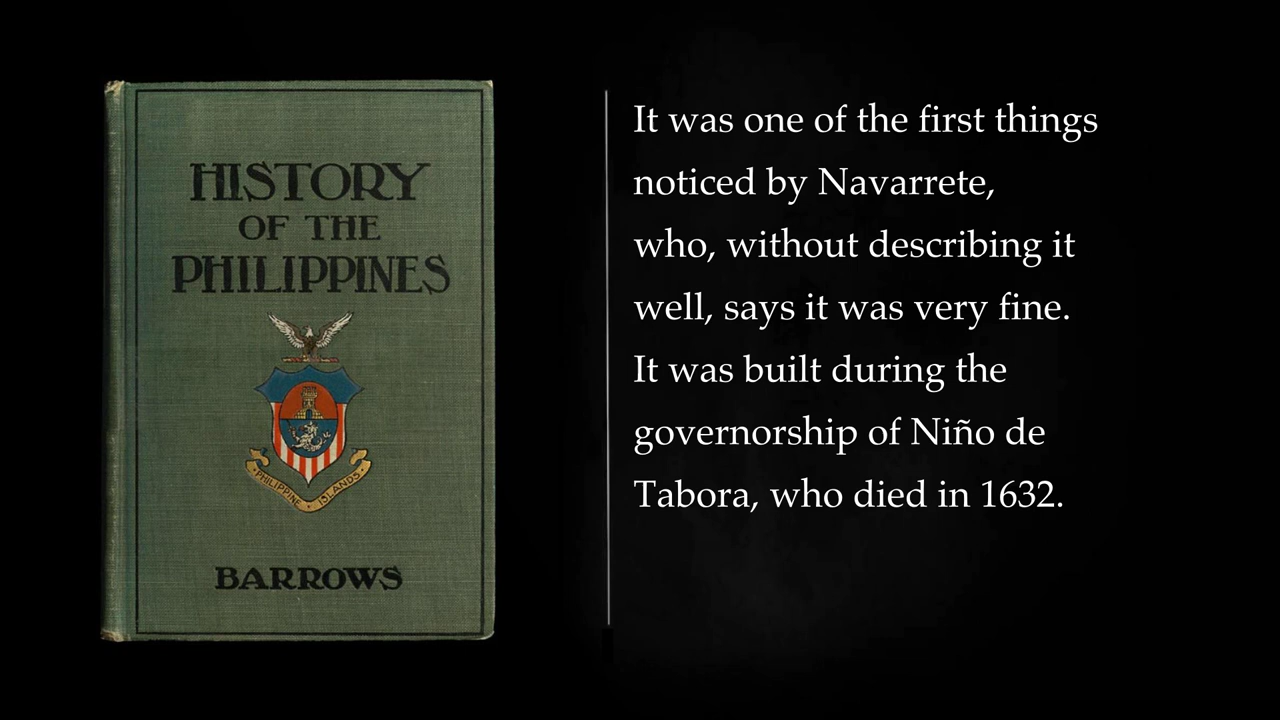 HISTORY
OF THE
PHILIPPINES
PHILIPPINE ISLANDS
BARROWS
It was one of the first things
noticed by Navarrete,
who, without describing it
well, says it was very fine.
It was built during the
governorship of Niño de
Tabora, who died in 1632.